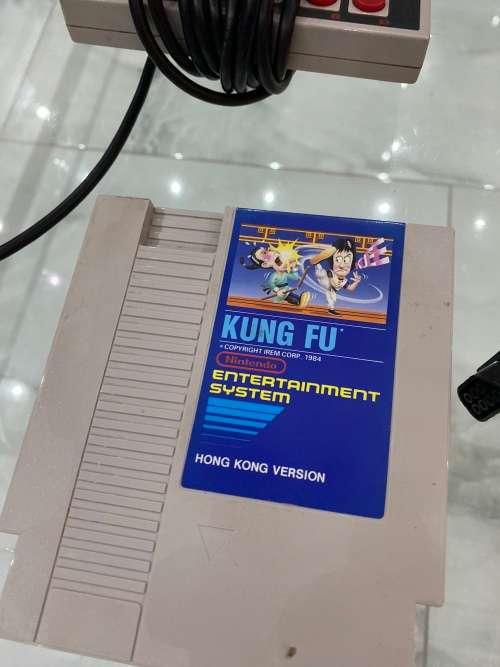 KUNG FU*
* COPYRIGHT IREM CORP. 1984
Nintendo
ENTERTAINMENT
SYSTEM
HONG KONG VERSION